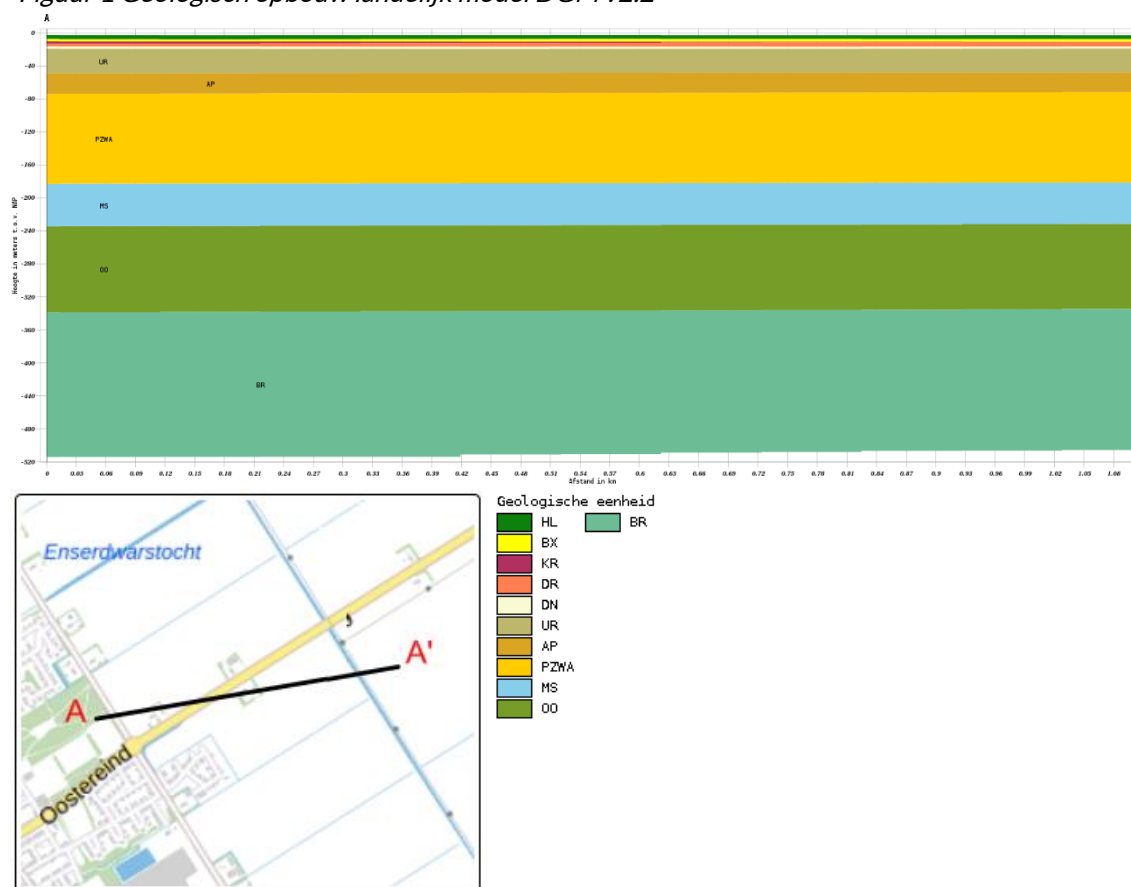 Figuur 1 Geologisch opbouw landelijk model DGM v2.2
A
0
-40
-80
-120
-160
-200
-240
-280
-320
-360
-400
-440
-480
-520
Hoogte in meters t.o.v. NAP
UR
AP
PZWA
MS
OO
BR
0 0.03 0.06 0.09 0.12 0.15 0.18 0.21 0.24 0.27 0.3 0.33 0.36 0.39 0.42 0.45 0.48 0.51 0.54 0.57 0.6 0.63 0.66 0.69 0.72 0.75 0.78 0.81 0.84 0.87 0.9 0.93 0.96 0.99 1.02 1.05 1.08
Afstand in km
Enserdwarstocht
A
A'
Oostereind
Geologische eenheid
HL BR
BX
KR
DR
DN
UR
AP
PZWA
MS
OO